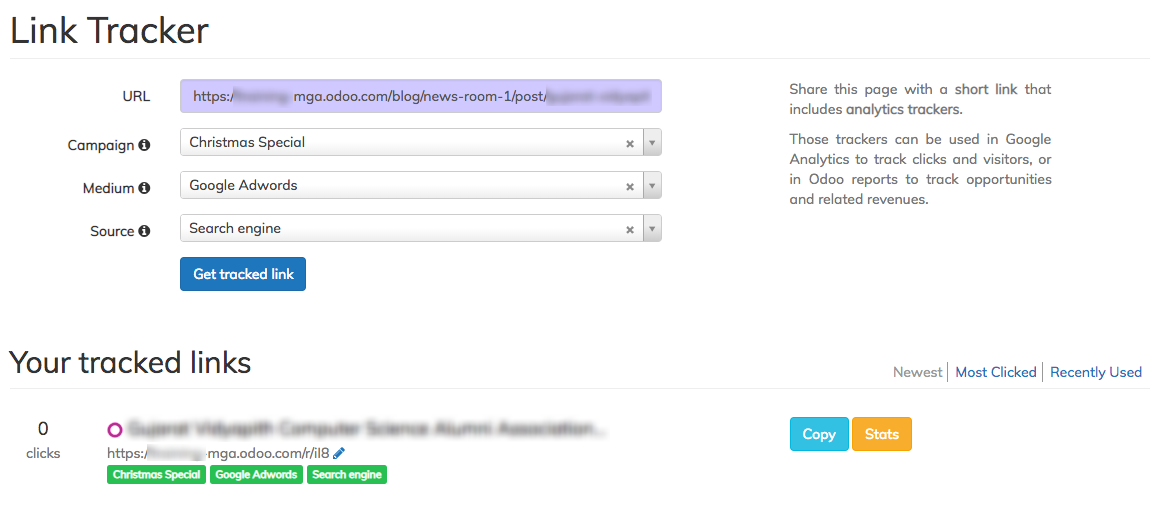 Link Tracker
URL
https:/ -mga.odoo.com/blog/news-room-1/post/
Campaign
Christmas Special
Medium
Google Adwords
Source
Search engine
Get tracked link
Share this page with a short link that
includes analytics trackers.
Those trackers can be used in Google
Analytics to track clicks and visitors, or
in Odoo reports to track opportunities
and related revenues.
Your tracked links
Newest Most Clicked Recently Used
0
clicks
https:/ -mga.odoo.com/r/il8
Christmas Special Google Adwords Search engine
Copy Stats